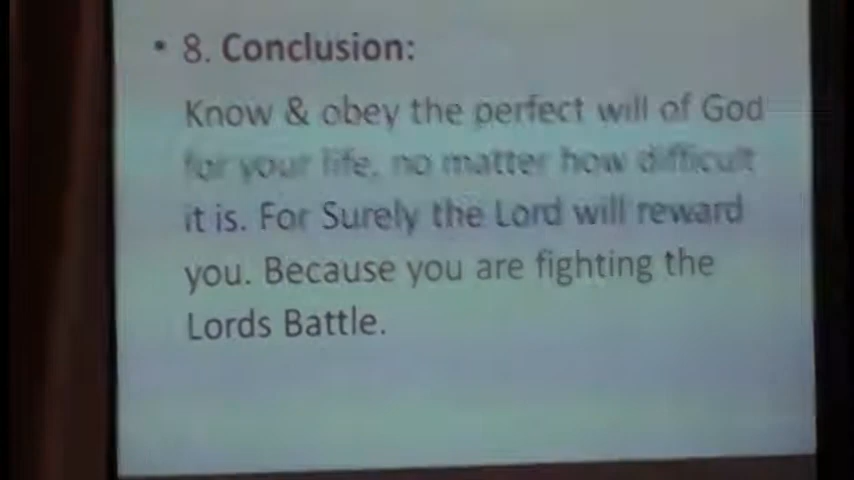 • 8. Conclusion:
Know & obey the perfect will of God
for your life, no matter how difficult
it is. For Surely the Lord will reward
you. Because you are fighting the
Lords Battle.